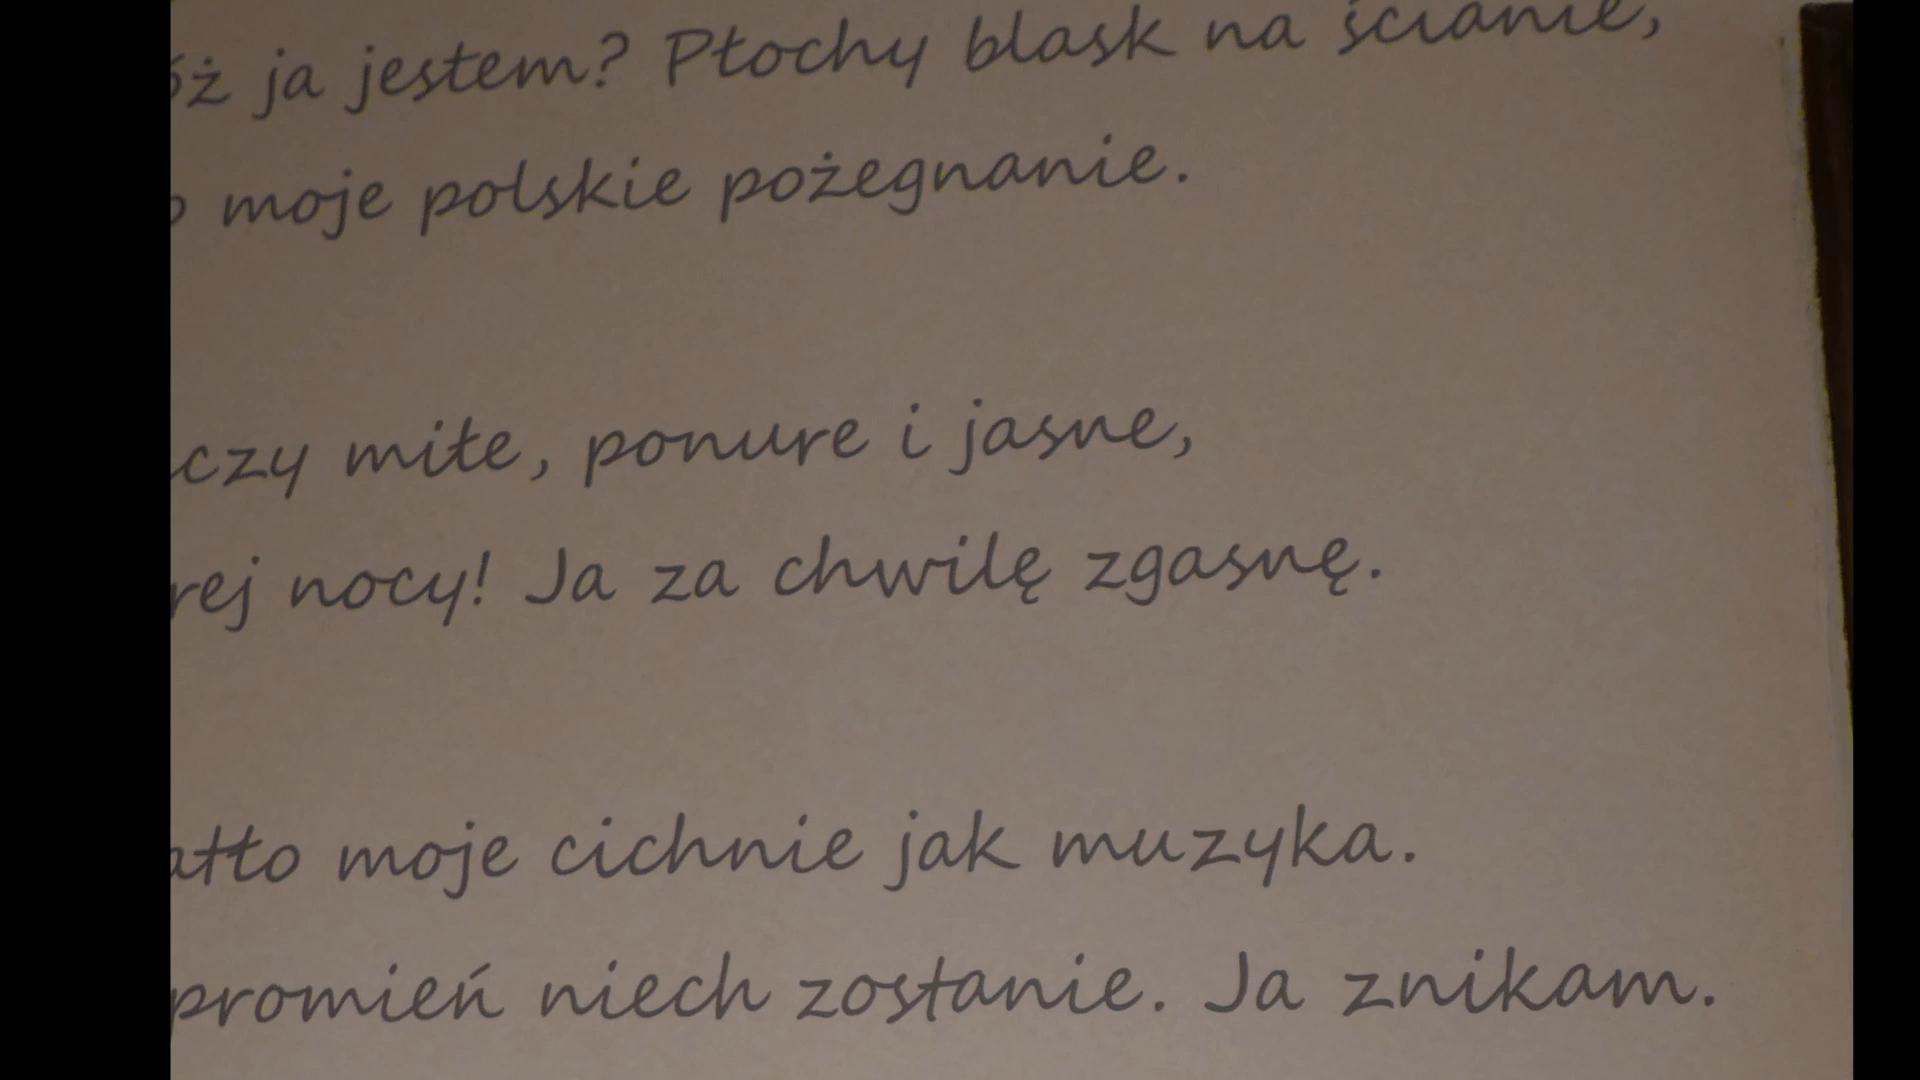 ja jestem? Płochy blask na ścianie,
moje polskie pożegnanie.
miłe, ponure i jasne,
nocy! Ja za chwilę zgasnę.
moje cichnie jak muzyka.
promień niech zostanie. Ja znikam.